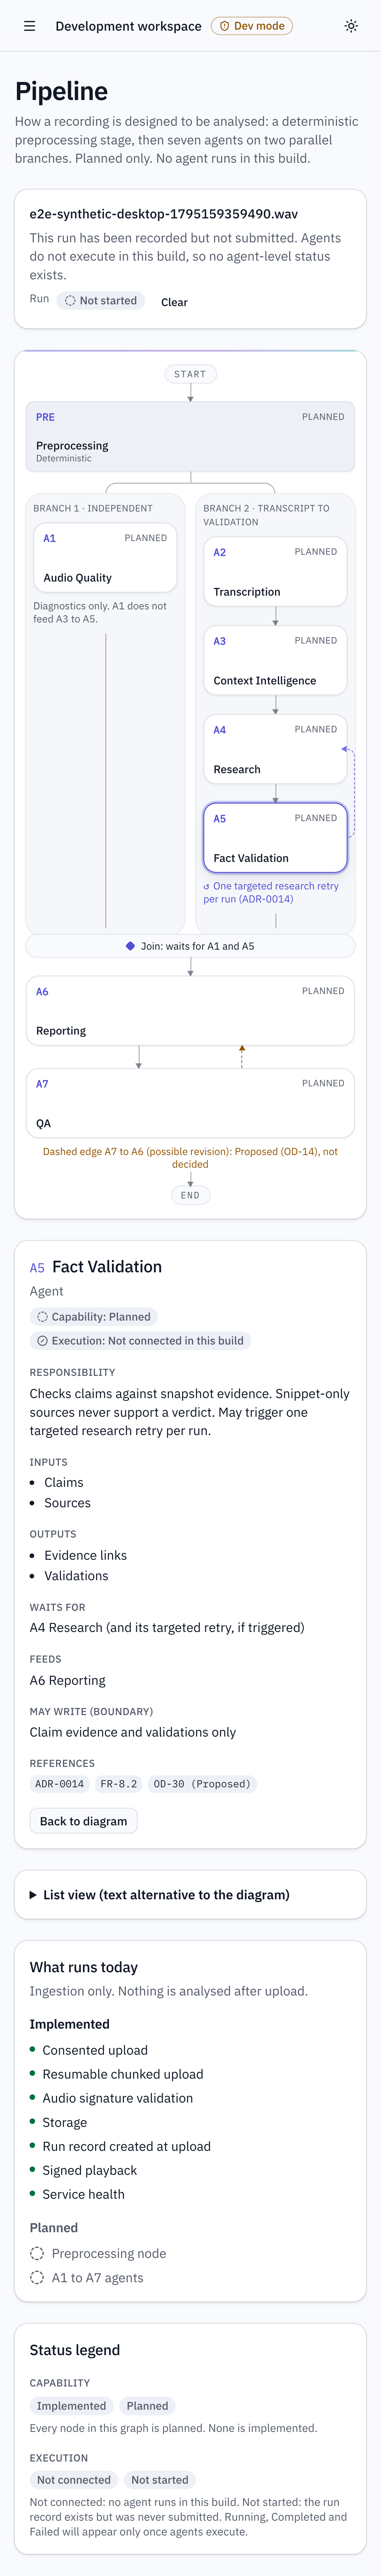 Development workspace
Dev mode
Pipeline
How a recording is designed to be analysed: a deterministic
preprocessing stage, then seven agents on two parallel
branches. Planned only. No agent runs in this build.
e2e-synthetic-desktop-1795159359490.wav
This run has been recorded but not submitted. Agents
do not execute in this build, so no agent-level status
exists.
Run
Not started
Clear
START
PRE
PLANNED
Preprocessing
Deterministic
BRANCH 1 · INDEPENDENT
A1
PLANNED
Audio Quality
Diagnostics only. A1 does not
feed A3 to A5.
BRANCH 2 · TRANSCRIPT TO
VALIDATION
A2
PLANNED
Transcription
A3
PLANNED
Context Intelligence
A4
PLANNED
Research
A5
PLANNED
Fact Validation
↺ One targeted research retry
per run (ADR-0014)
Join: waits for A1 and A5
A6
PLANNED
Reporting
A7
PLANNED
QA
Dashed edge A7 to A6 (possible revision): Proposed (OD-14), not
decided
END
A5 Fact Validation
Agent
Capability: Planned
Execution: Not connected in this build
RESPONSIBILITY
Checks claims against snapshot evidence. Snippet-only
sources never support a verdict. May trigger one
targeted research retry per run.
INPUTS
• Claims
• Sources
OUTPUTS
• Evidence links
• Validations
WAITS FOR
A4 Research (and its targeted retry, if triggered)
FEEDS
A6 Reporting
MAY WRITE (BOUNDARY)
Claim evidence and validations only
REFERENCES
ADR-0014
FR-8.2
OD-30 (Proposed)
Back to diagram
List view (text alternative to the diagram)
What runs today
Ingestion only. Nothing is analysed after upload.
Implemented
Consented upload
Resumable chunked upload
Audio signature validation
Storage
Run record created at upload
Signed playback
Service health
Planned
Preprocessing node
A1 to A7 agents
Status legend
CAPABILITY
Implemented
Planned
Every node in this graph is planned. None is implemented.
EXECUTION
Not connected
Not started
Not connected: no agent runs in this build. Not started: the run
record exists but was never submitted. Running, Completed and
Failed will appear only once agents execute.